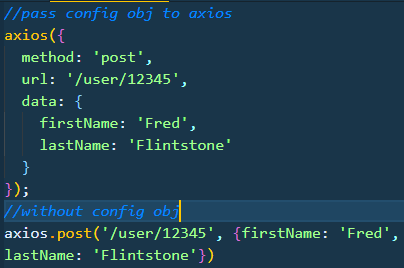 //pass config obj to axios
axios({
  method: 'post',
  url: '/user/12345',
  data: {
    firstName: 'Fred',
    lastName: 'Flintstone'
  }
});
//without config obj
axios.post('/user/12345', {firstName: 'Fred',
lastName: 'Flintstone'})